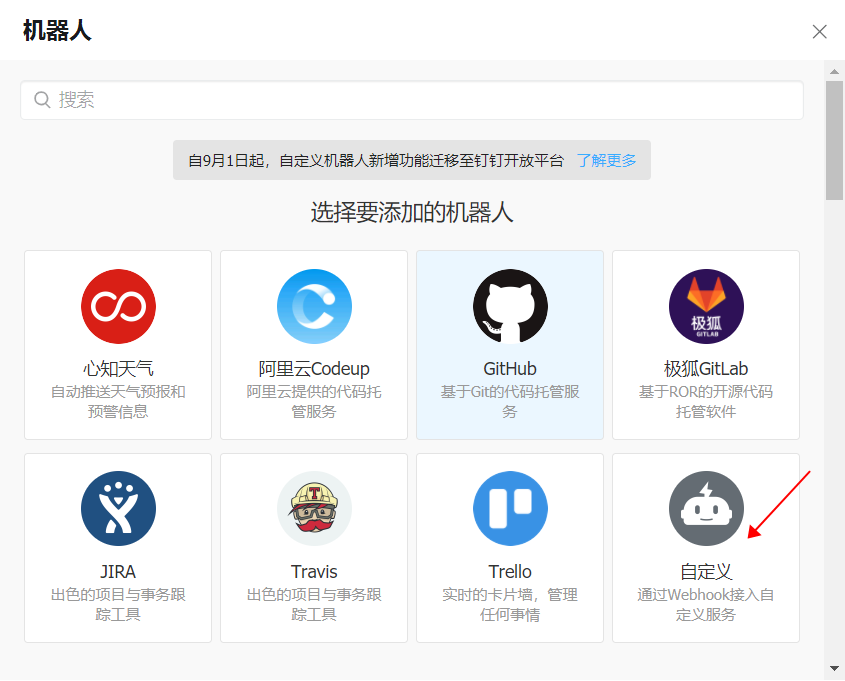 机器人
搜索
自9月1日起，自定义机器人新增功能迁移至钉钉开放平台 了解更多
选择要添加的机器人
极狐
GITLAB
心知天气
自动推送天气预报和
预警信息
阿里云Codeup
阿里云提供的代码托
管服务
GitHub
基于Git的代码托管服
务
极狐GitLab
基于ROR的开源代码
托管软件
T
JIRA
出色的项目与事务跟
踪工具
Travis
出色的项目与事务跟
踪工具
Trello
实时的卡片墙，管理
任何事情
自定义
通过Webhook接入自
定义服务